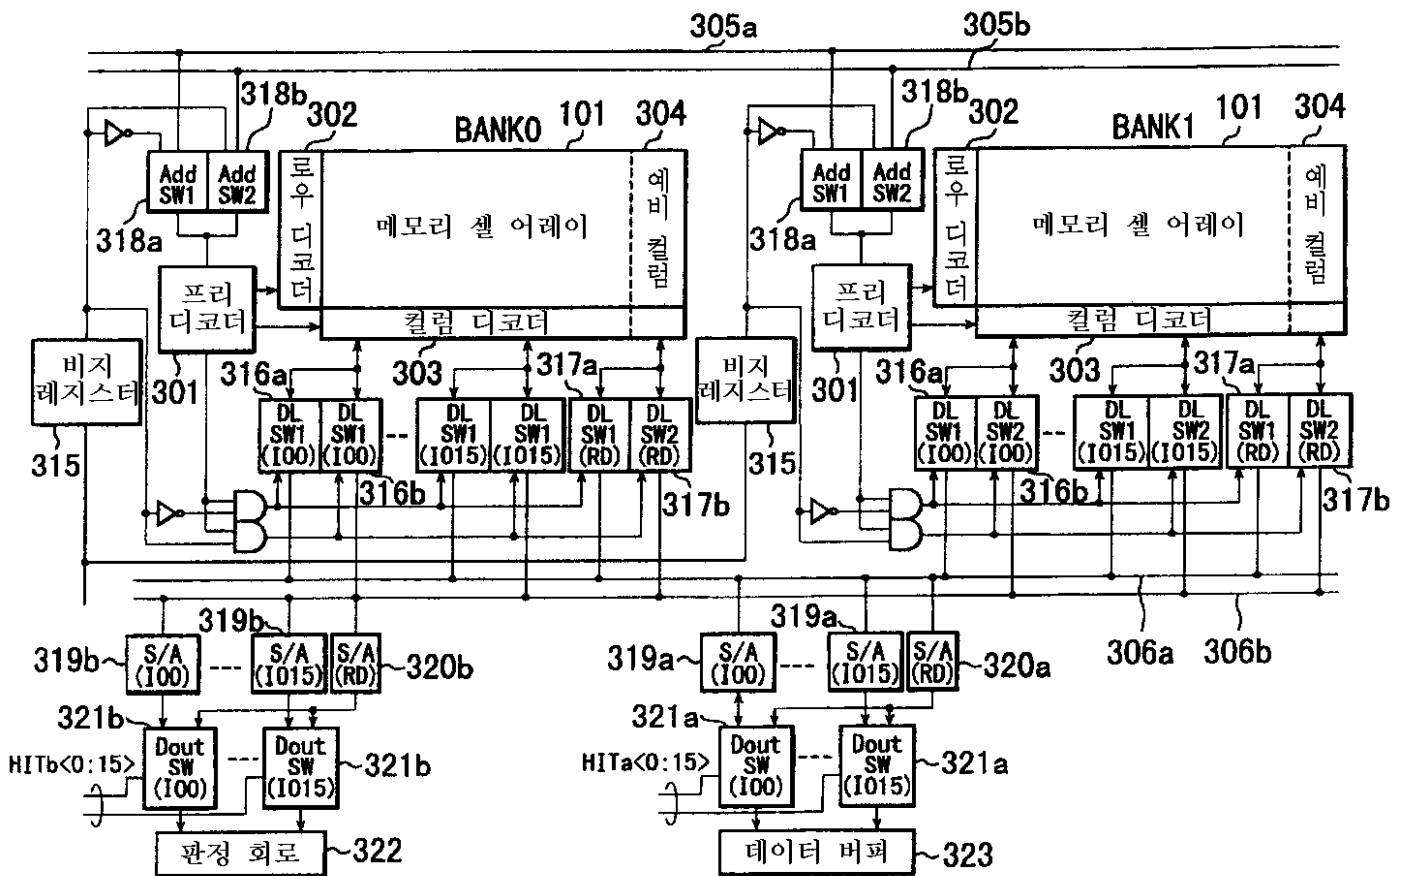 305a
305b
318b
302
101
304
BANK0
318b
302
101
304
BANK1
Add
SW1
Add
SW2
로우 디코더
메모리 셀 어레이
예비 컬럼
Add
SW1
Add
SW2
로우 디코더
메모리 셀 어레이
예비 컬럼
318a
318a
프리
디코더
컬럼 디코더
프리
디코더
컬럼 디코더
비지
레지스터
301
316a
303
317a
비지
레지스터
301
316a
303
317a
315
DL
SW1
(IO0)
DL
SW1
(IO0)
DL
SW1
(IO15)
DL
SW1
(IO15)
DL
SW1
(RD)
DL
SW2
(RD)
315
DL
SW1
(IO0)
DL
SW2
(IO0)
DL
SW1
(IO15)
DL
SW2
(IO15)
DL
SW1
(RD)
DL
SW2
(RD)
316b
317b
316b
317b
319b
S/A
(IO0)
319b
S/A
(IO15)
S/A
(RD)
320b
319a
S/A
(IO0)
319a
S/A
(IO15)
S/A
(RD)
320a
306a
306b
321b
HITb<0:15>
Dout
SW
(IO0)
Dout
SW
(IO15)
321b
321a
HITa<0:15>
Dout
SW
(IO0)
Dout
SW
(IO15)
321a
판정 회로
322
데이터 버퍼
323